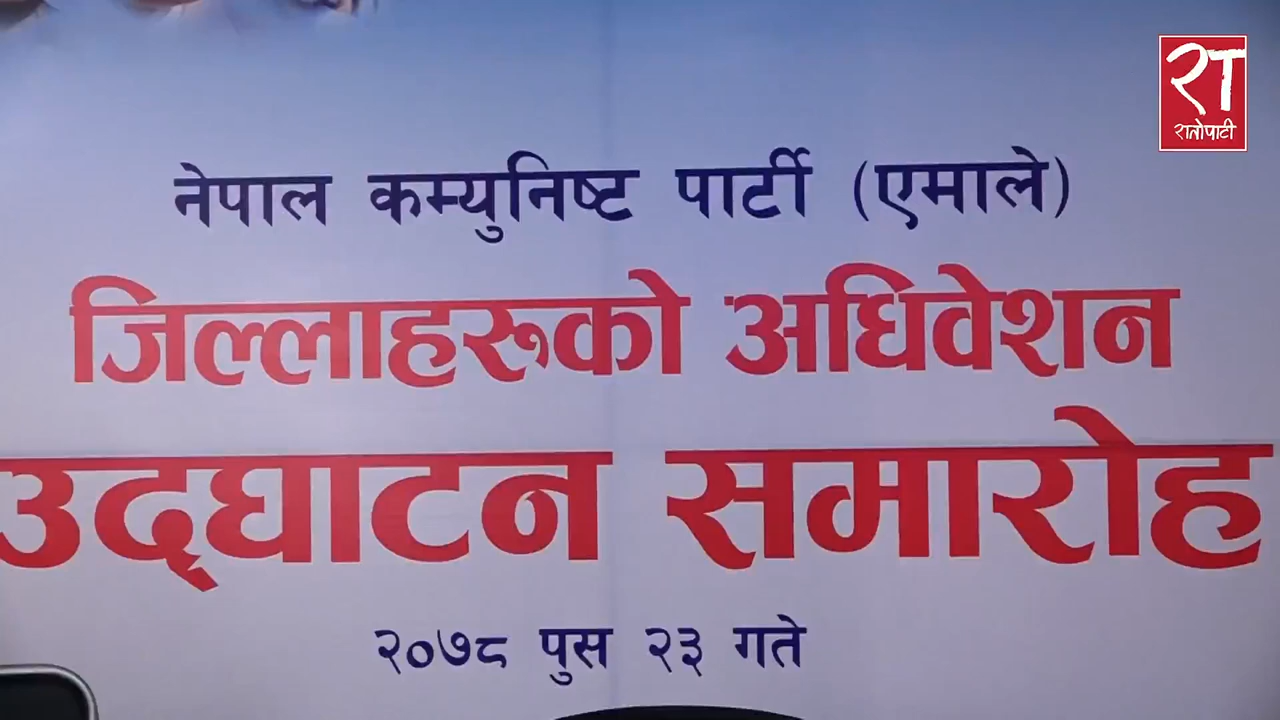 रा
रातोपाटी
नेपाल कम्युनिष्ट पार्टी (एमाले)
जिल्लाहरुको अधिवेशन
उद्‌घाटन समारोह
२०७८ पुस २३ गते